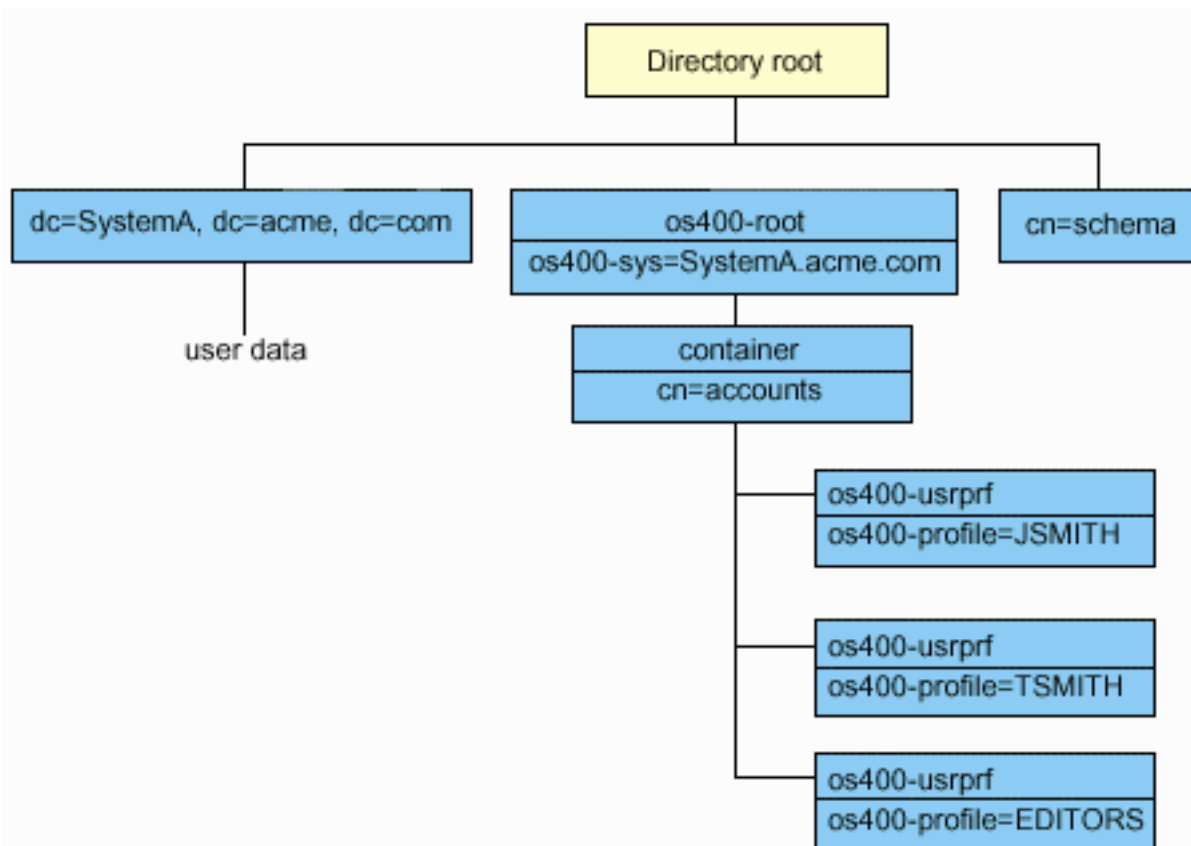 Directory root
dc=SystemA, dc=acme, dc=com
os400-root
os400-sys=SystemA.acme.com
cn=schema
user data
container
cn=accounts
os400-usrprf
os400-profile=JSMITH
os400-usrprf
os400-profile=TSMITH
os400-usrprf
os400-profile=EDITORS